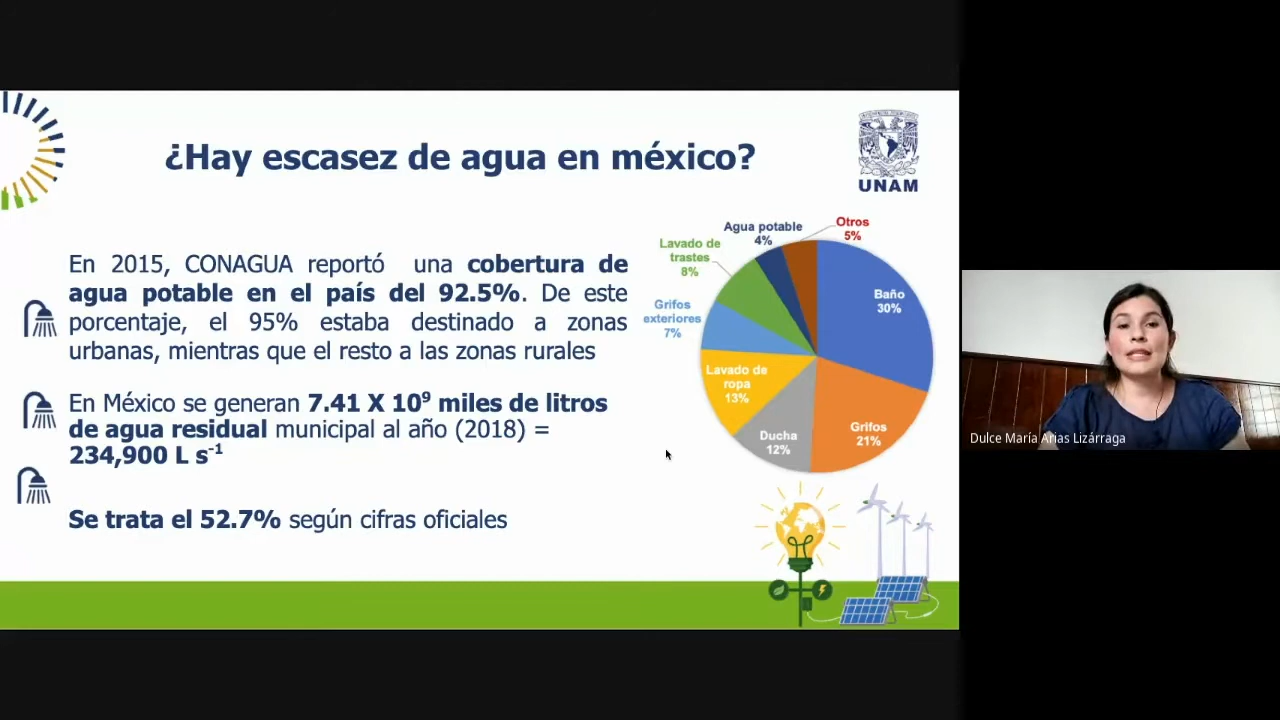 ¿Hay escasez de agua en méxico?
UNAM
En 2015, CONAGUA reportó una cobertura de
agua potable en el país del 92.5%. De este
porcentaje, el 95% estaba destinado a zonas
urbanas, mientras que el resto a las zonas rurales
En México se generan 7.41 X 10⁹ miles de litros
de agua residual municipal al año (2018) =
234,900 L s⁻¹
Se trata el 52.7% según cifras oficiales
Otros
5%
Agua potable
4%
Lavado de
trastes
8%
Grifos
exteriores
7%
Lavado de
ropa
13%
Ducha
12%
Grifos
21%
Baño
30%
Dulce María Arias Lizárraga